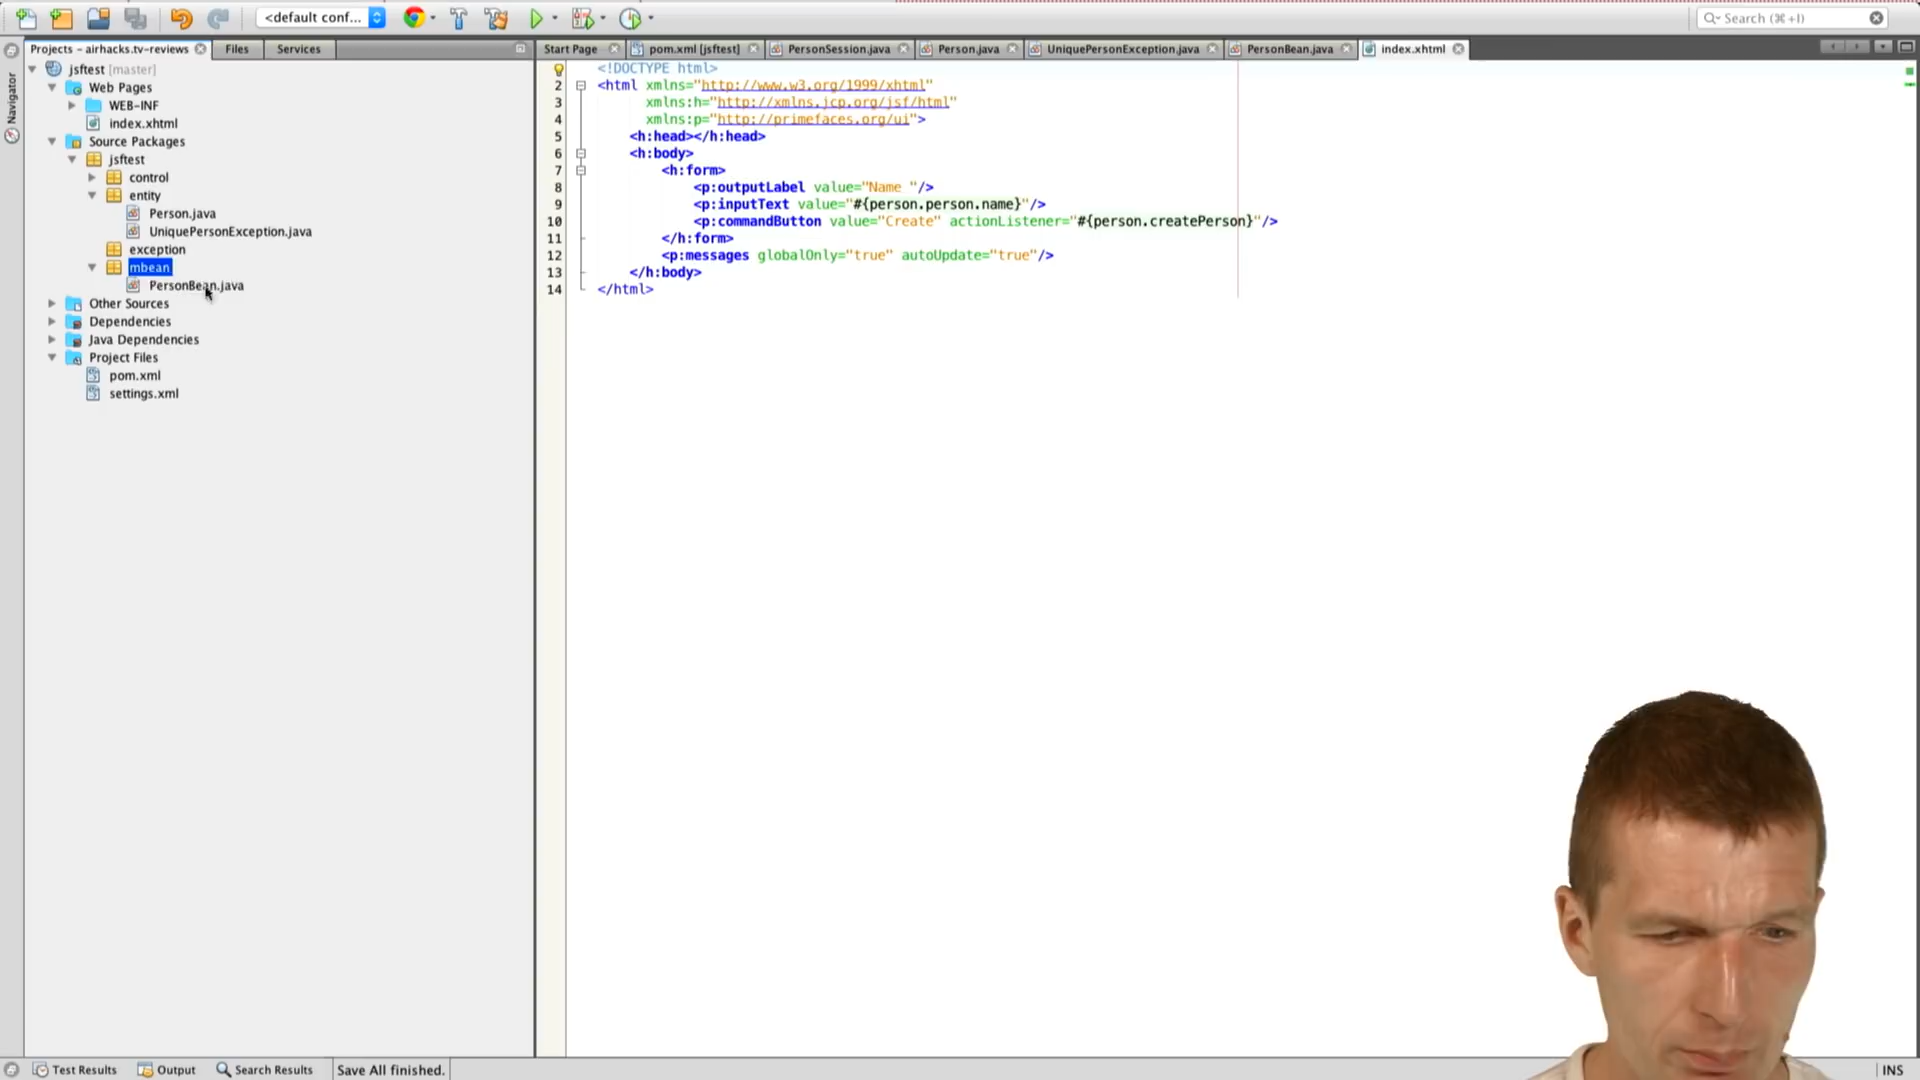 <default conf...
Search (⌘+I)
Projects - airhacks.tv-reviews
Files
Services
Start Page
pom.xml [jsftest]
PersonSession.java
Person.java
UniquePersonException.java
PersonBean.java
index.xhtml
Navigator
jsftest [master]
Web Pages
WEB-INF
index.xhtml
Source Packages
jsftest
control
entity
Person.java
UniquePersonException.java
exception
mbean
PersonBean.java
Other Sources
Dependencies
Java Dependencies
Project Files
pom.xml
settings.xml
<!DOCTYPE html>
2 <html xmlns="http://www.w3.org/1999/xhtml"
3 xmlns:h="http://xmlns.jcp.org/jsf/html"
4 xmlns:p="http://primefaces.org/ui">
5 <h:head></h:head>
6 <h:body>
7 <h:form>
8 <p:outputLabel value="Name "/>
9 <p:inputText value="#{person.person.name}"/>
10 <p:commandButton value="Create" actionListener="#{person.createPerson}"/>
11 </h:form>
12 <p:messages globalOnly="true" autoUpdate="true"/>
13 </h:body>
14 </html>
Test Results
Output
Search Results
Save All finished.
INS